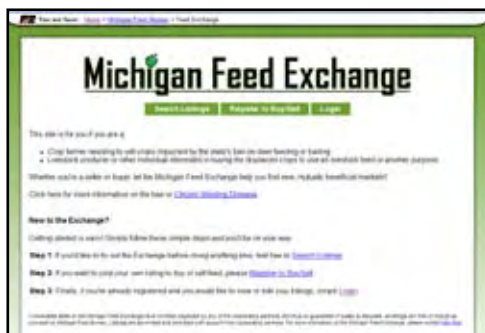 You are here: Home > Michigan Farm Bureau > Feed Exchange
Michigan Feed Exchange
Search Listings Register to Buy/Sell Login
This site is for you if you are a:
Crop farmer needing to sell crops impacted by the state's ban on deer feeding or baiting
Livestock producer or other individual interested in buying the displaced crops to use as livestock feed or another purpose.
Whether you're a seller or buyer, let the Michigan Feed Exchange help you find new, mutually beneficial markets!
Click here for more information on the ban or Chronic Wasting Disease.
New to the Exchange?
Getting started is easy! Simply follow these simple steps and you'll be on your way.
Step 1: If you'd like to try out the Exchange before doing anything else, feel free to Search Listings
Step 2: If you want to post your own listing to buy or sell feed, please Register to Buy/Sell
Step 3: Finally, if you're already registered and you would like to view or edit your listings, simply Login